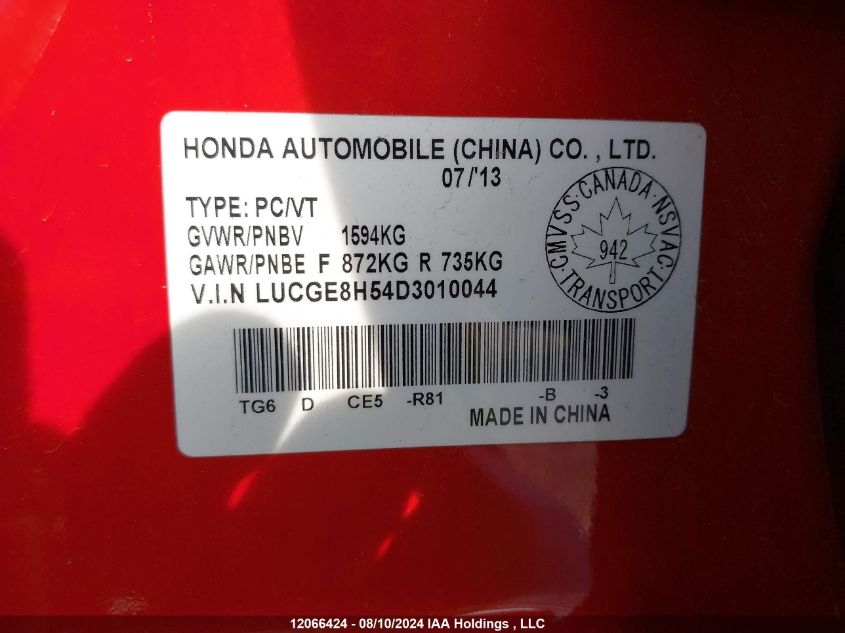 HONDA AUTOMOBILE (CHINA) CO. , LTD.
07/'13
TYPE: PC/VT
GVWR/PNBV 1594KG
GAWR/PNBE F 872KG R 735KG
V.I.N LUCGE8H54D3010044
CMVSS · CANADA · NSVAC · TRANSPORT ·
942
TG6 D CE5 -R81 -B -3
MADE IN CHINA
12066424 - 08/10/2024 IAA Holdings , LLC